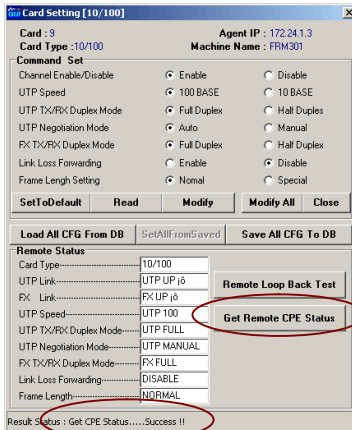 GUI Card Setting [10/100]
Card : 9 Agent IP : 172.24.1.3
Card Type :10/100 Machine Name : FRM301
Command Set
Channel Enable/Disable Enable Disable
UTP Speed 100 BASE 10 BASE
UTP TX/RX Duplex Mode Full Duplex Half Duples
UTP Negotiation Mode Auto Manual
FX TX/RX Duplex Mode Full Duplex Half Duplex
Link Loss Forwarding Enable Disable
Frame Lengh Setting Nomal Special
SetToDefault Read Modify Modify All Close
Load All CFG From DB SetAllFromSaved Save All CFG To DB
Remote Status
Card Type 10/100
UTP Link UTP UP ¡ô
FX Link FX UP ¡ô
UTP Speed UTP 100
UTP TX/RX Duplex Mode UTP FULL
UTP Negotiation Mode UTP MANUAL
FX TX/RX Duplex Mode FX FULL
Link Loss Forwarding DISABLE
Frame Length NORMAL
Remote Loop Back Test
Get Remote CPE Status
Result Status : Get CPE Status.....Success !!